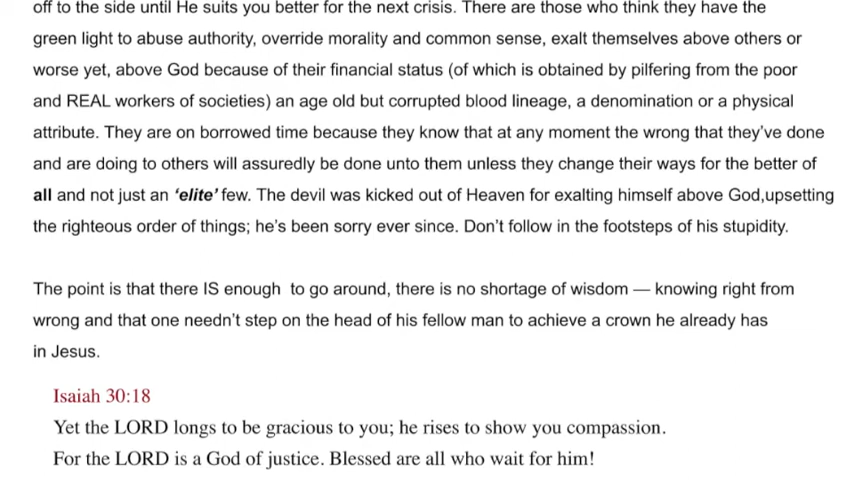 off to the side until He suits you better for the next crisis. There are those who think they have the
green light to abuse authority, override morality and common sense, exalt themselves above others or
worse yet, above God because of their financial status (of which is obtained by pilfering from the poor
and REAL workers of societies) an age old but corrupted blood lineage, a denomination or a physical
attribute. They are on borrowed time because they know that at any moment the wrong that they’ve done
and are doing to others will assuredly be done unto them unless they change their ways for the better of
all and not just an ‘elite’ few. The devil was kicked out of Heaven for exalting himself above God,upsetting
the righteous order of things; he’s been sorry ever since. Don’t follow in the footsteps of his stupidity.
The point is that there IS enough  to go around, there is no shortage of wisdom — knowing right from
wrong and that one needn’t step on the head of his fellow man to achieve a crown he already has
in Jesus.
Isaiah 30:18
Yet the LORD longs to be gracious to you; he rises to show you compassion.
For the LORD is a God of justice. Blessed are all who wait for him!